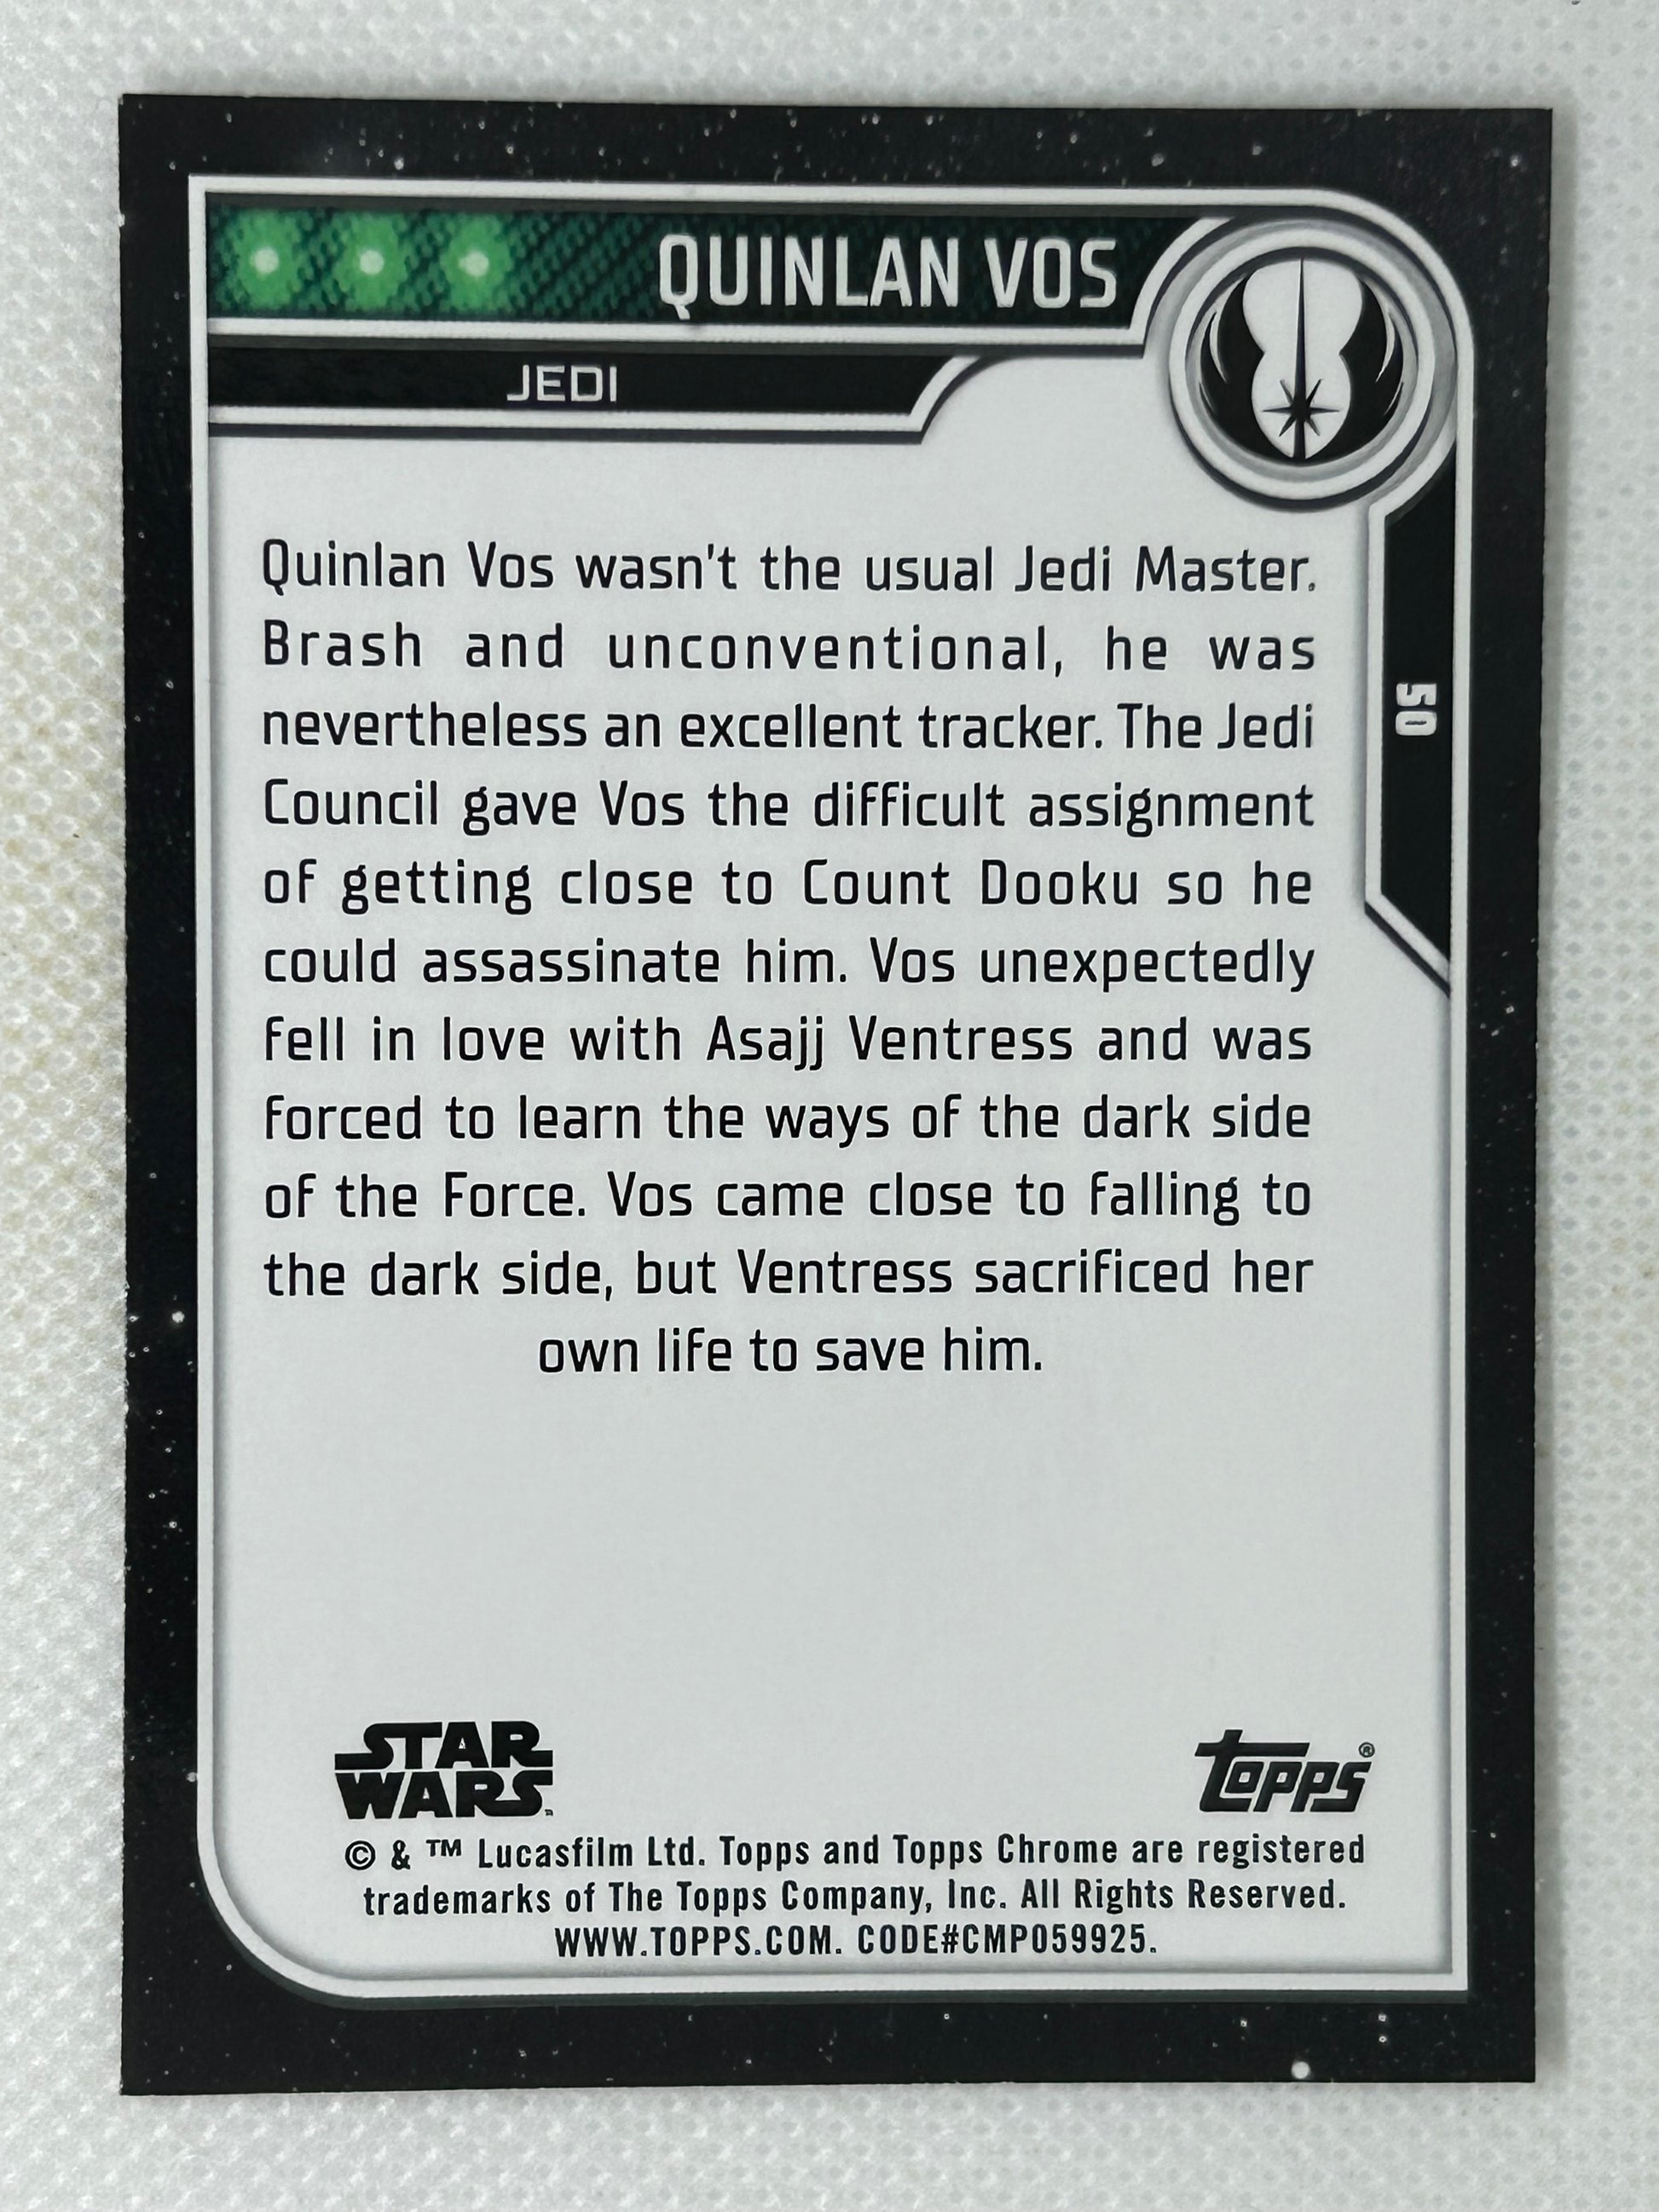 QUINLAN VOS
JEDI
50
Quinlan Vos wasn't the usual Jedi Master.
Brash and unconventional, he was
nevertheless an excellent tracker. The Jedi
Council gave Vos the difficult assignment
of getting close to Count Dooku so he
could assassinate him. Vos unexpectedly
fell in love with Asajj Ventress and was
forced to learn the ways of the dark side
of the Force. Vos came close to falling to
the dark side, but Ventress sacrificed her
own life to save him.
STAR
WARS™
topps®
© & ™ Lucasfilm Ltd. Topps and Topps Chrome are registered
trademarks of The Topps Company, Inc. All Rights Reserved.
WWW.TOPPS.COM. CODE#CMP059925.